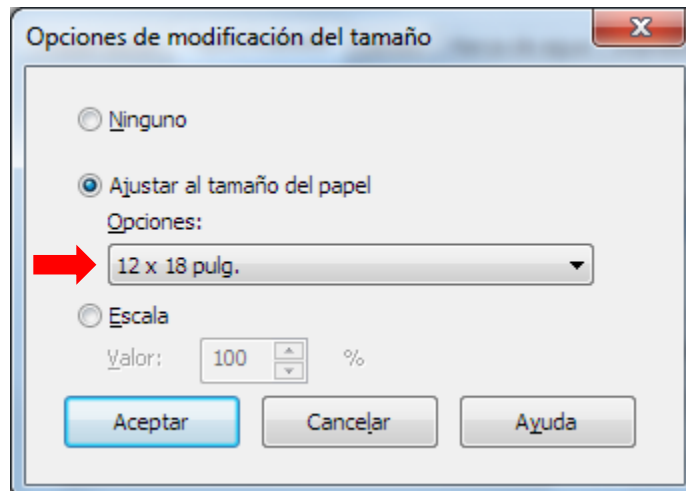 Opciones de modificación del tamaño
Ninguno
Ajustar al tamaño del papel
Opciones:
12 x 18 pulg.
Escala
Valor: 100 %
Aceptar Cancelar Ayuda